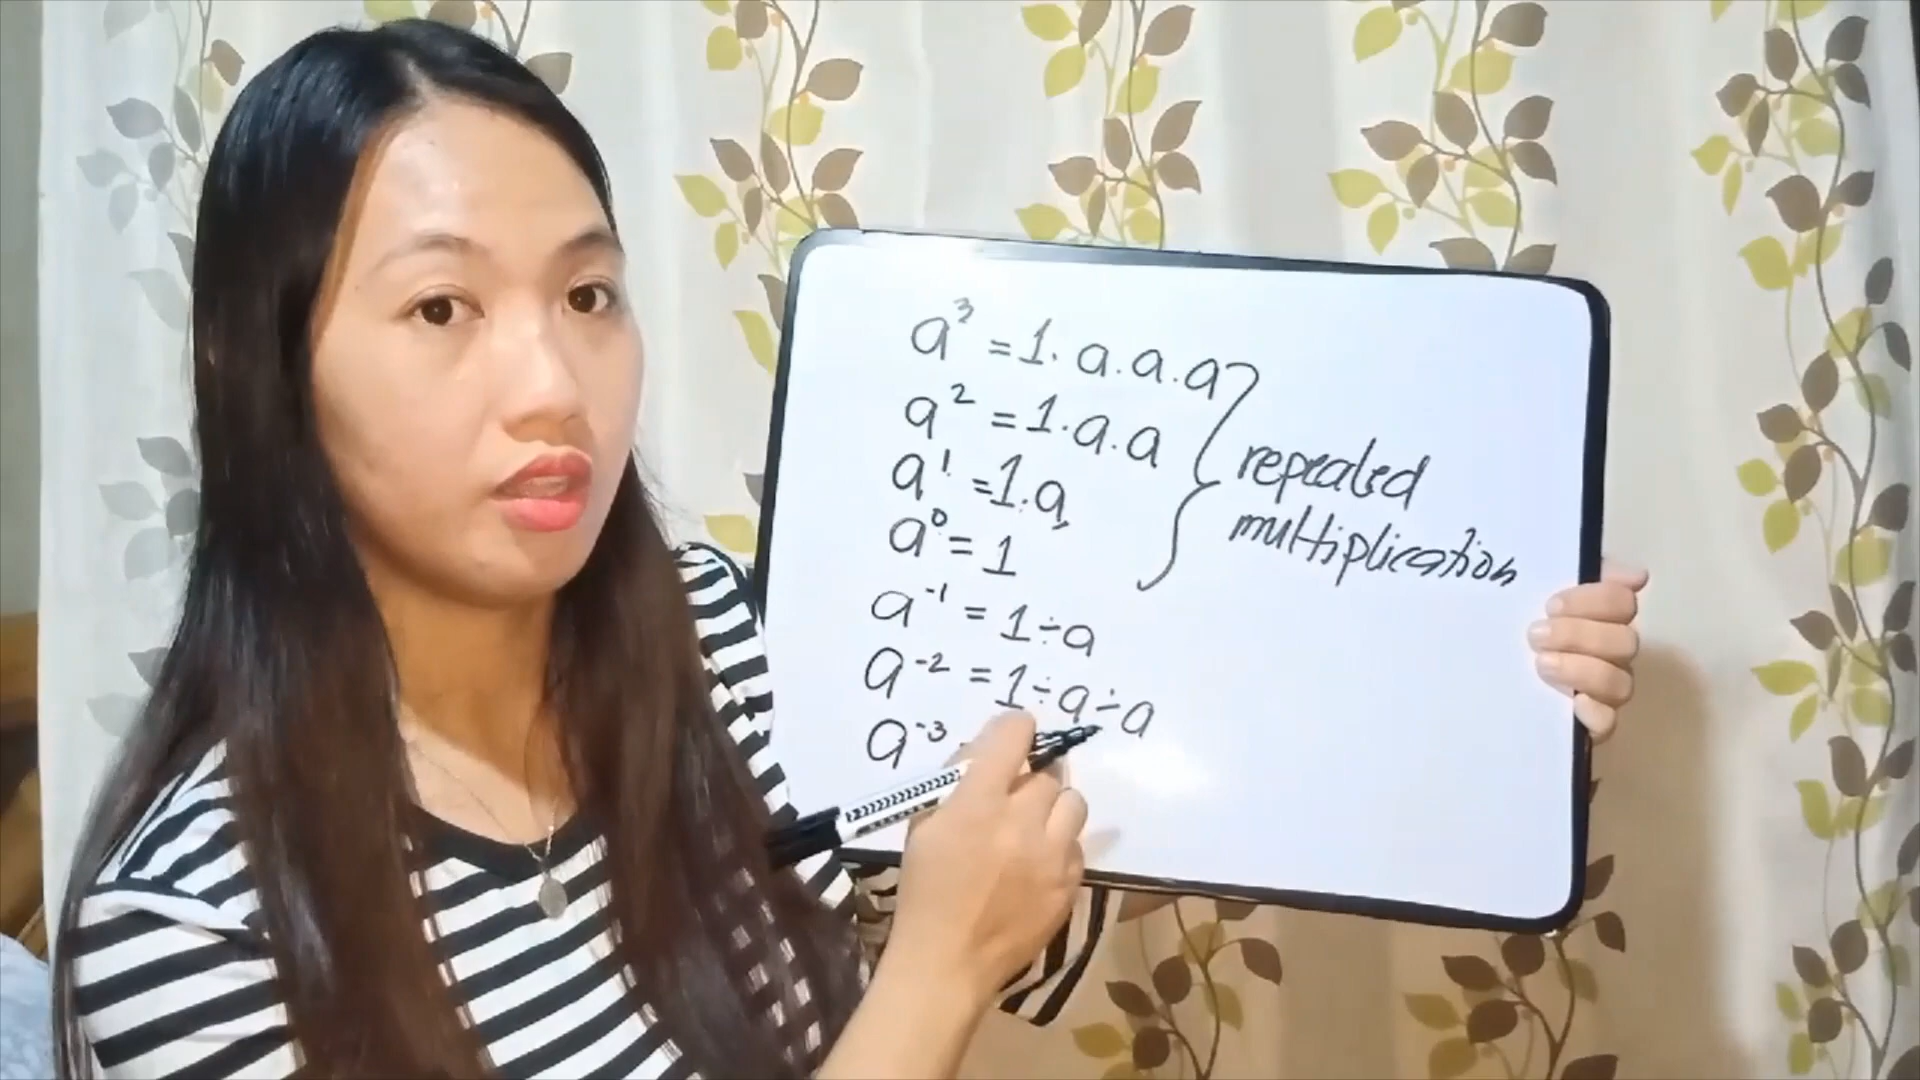 a³ = 1. a. a. a
a² = 1. a. a
a¹ = 1. a
a⁰ = 1
a⁻¹ = 1 ÷ a
a⁻² = 1 ÷ a ÷ a
a⁻³
repeated
multiplication